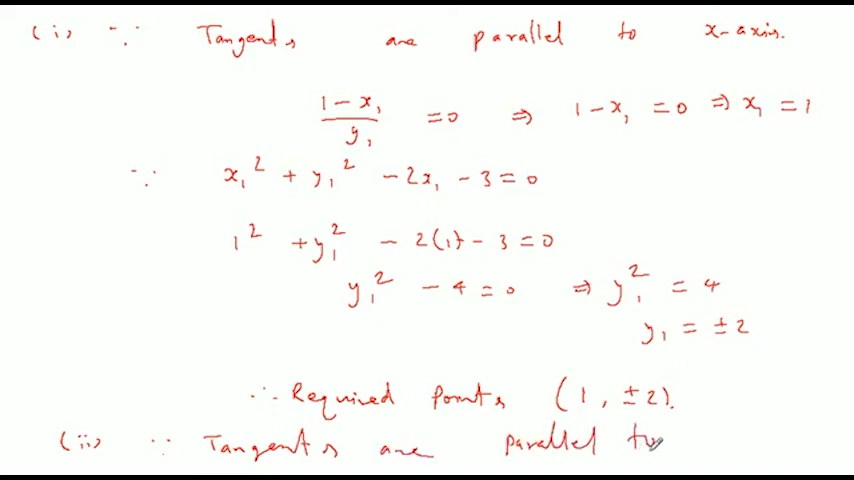 (i) ∵ Tangents are parallel to x-axis.
(1 - x₁)/y₁ = 0 ⇒ 1 - x₁ = 0 ⇒ x₁ = 1
∵ x₁² + y₁² - 2x₁ - 3 = 0
1² + y₁² - 2(1) - 3 = 0
y₁² - 4 = 0 ⇒ y₁² = 4
y₁ = ±2
∴ Required Points (1, ±2).
(ii) ∵ Tangents are parallel to